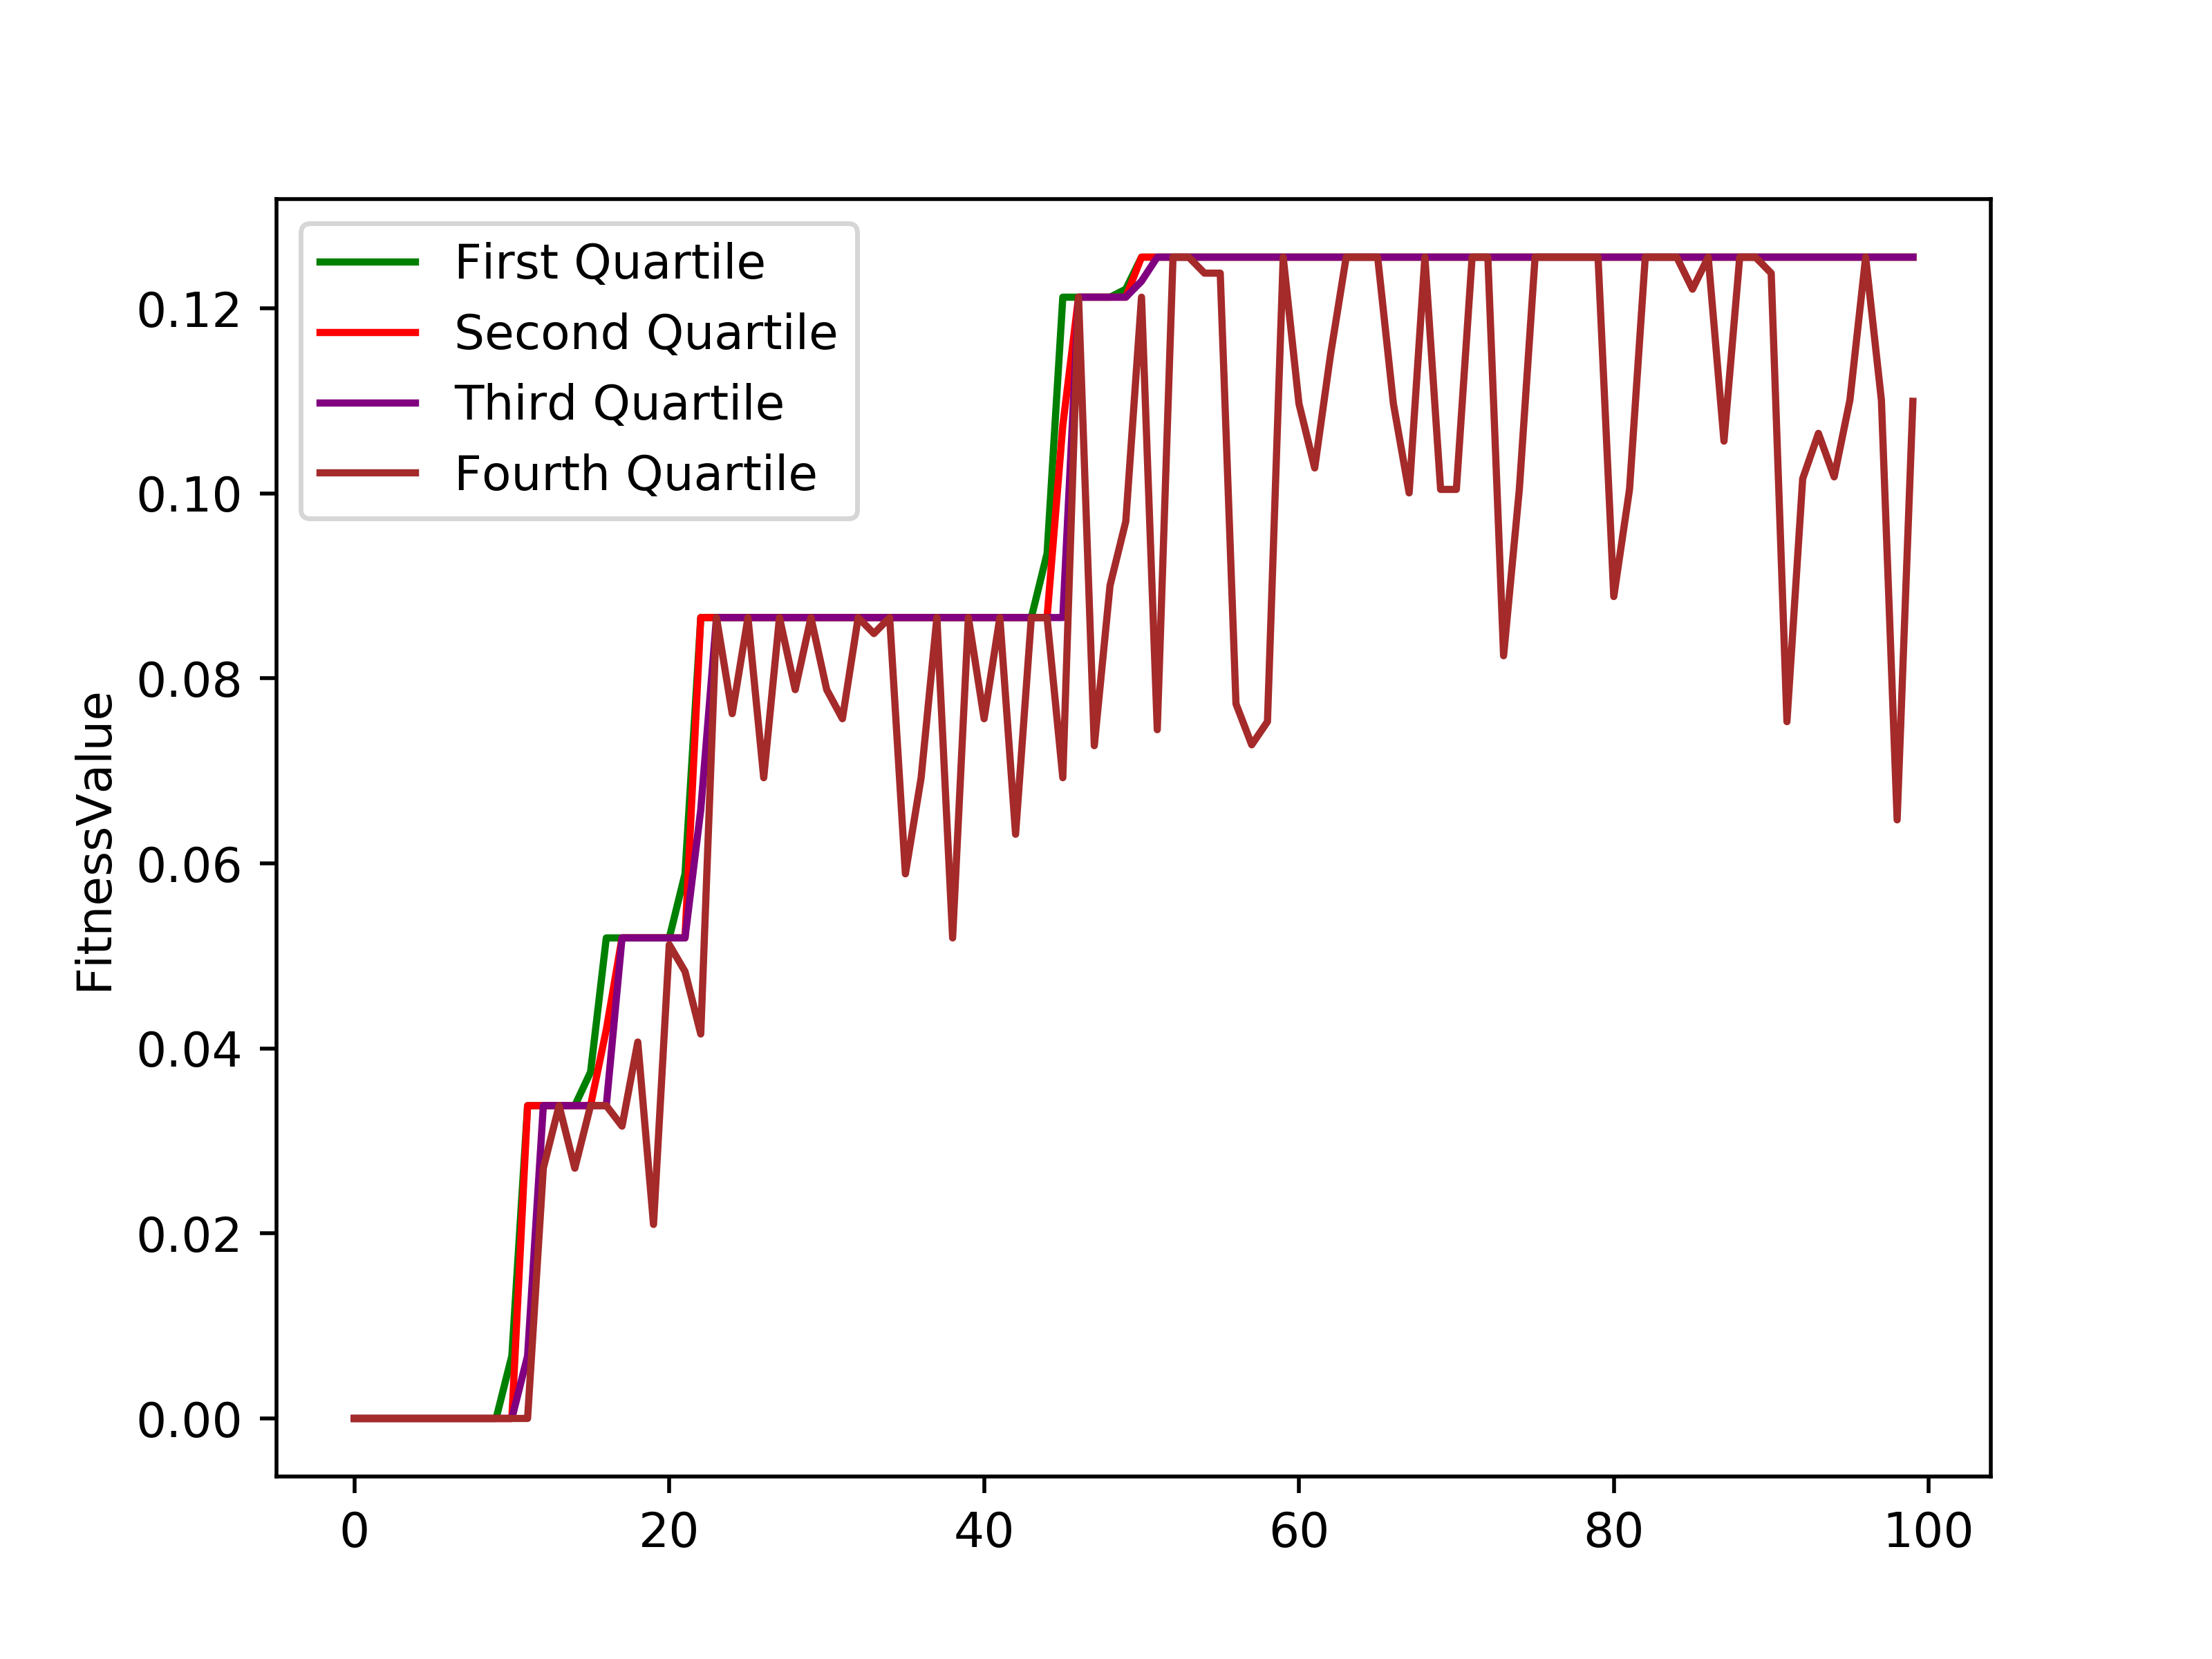 First Quartile
Second Quartile
Third Quartile
Fourth Quartile
FitnessValue
0.12
0.10
0.08
0.06
0.04
0.02
0.00
0 20 40 60 80 100